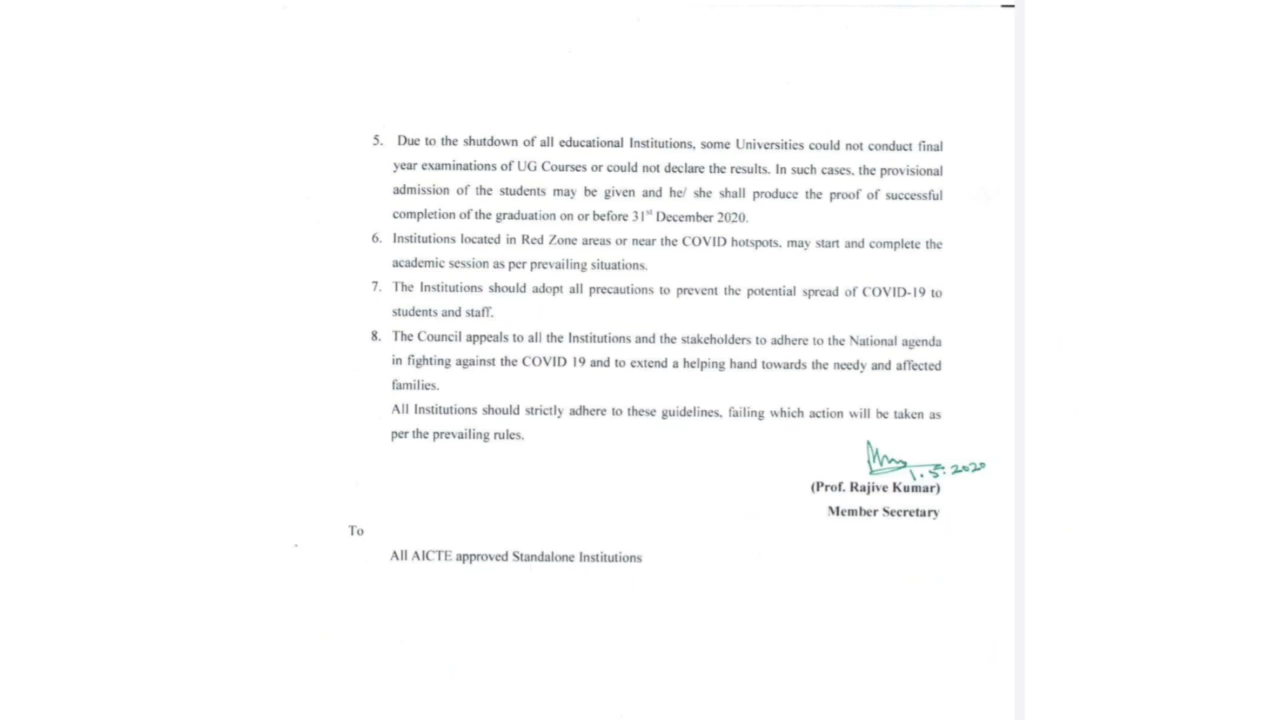 5. Due to the shutdown of all educational Institutions, some Universities could not conduct final
year examinations of UG Courses or could not declare the results. In such cases, the provisional
admission of the students may be given and he/ she shall produce the proof of successful
completion of the graduation on or before 31st December 2020.
6. Institutions located in Red Zone areas or near the COVID hotspots, may start and complete the
academic session as per prevailing situations.
7. The Institutions should adopt all precautions to prevent the potential spread of COVID-19 to
students and staff.
8. The Council appeals to all the Institutions and the stakeholders to adhere to the National agenda
in fighting against the COVID 19 and to extend a helping hand towards the needy and affected
families.
All Institutions should strictly adhere to these guidelines, failing which action will be taken as
per the prevailing rules.
1.5.2020
(Prof. Rajive Kumar)
Member Secretary
To
All AICTE approved Standalone Institutions